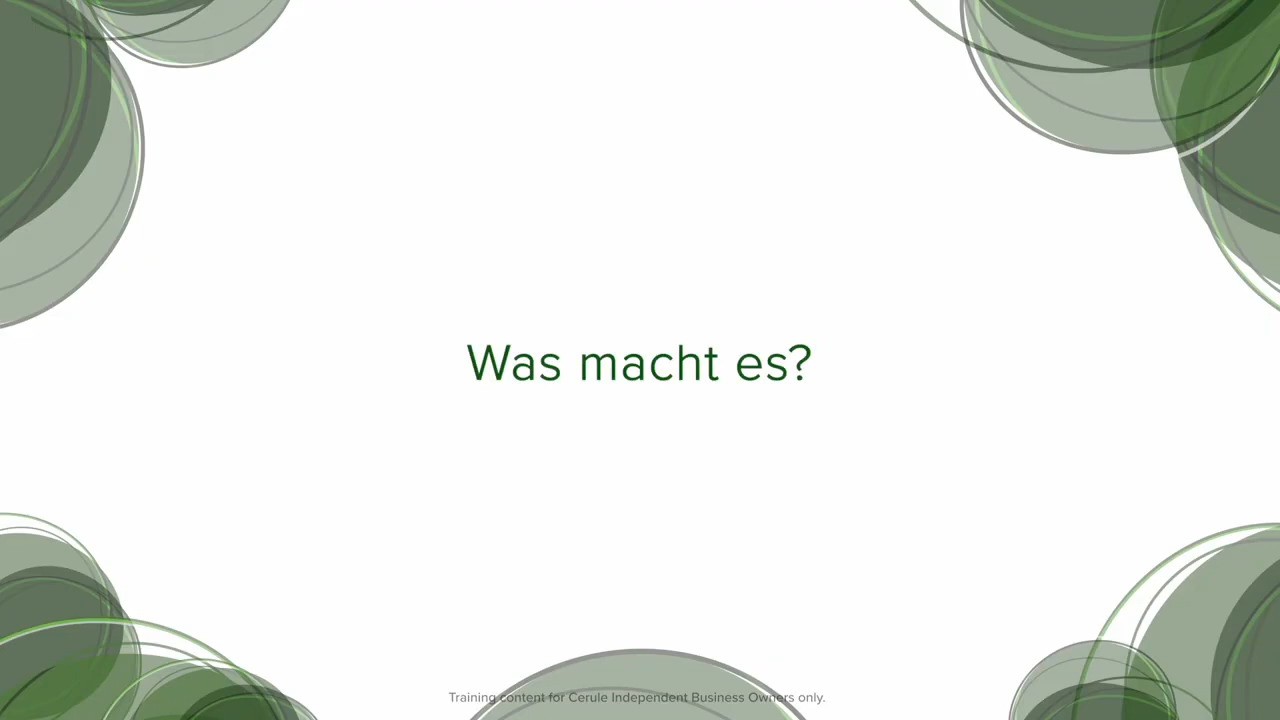 Was macht es?
Training content for Cerule Independent Business Owners only.